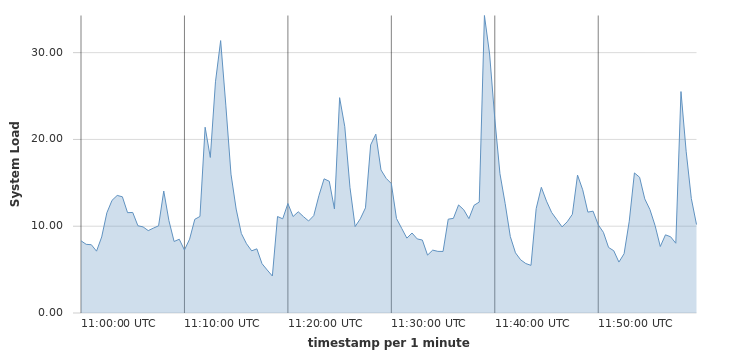 30.00
20.00
10.00
0.00
System Load
11:00:00 UTC
11:10:00 UTC
11:20:00 UTC
11:30:00 UTC
11:40:00 UTC
11:50:00 UTC
timestamp per 1 minute